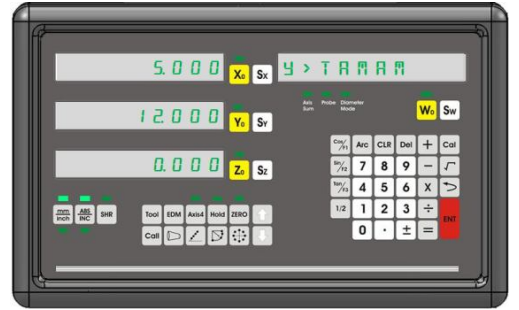 5.000 X₀ Sx Y > TAMAM
Axis Sum Probe Diameter Mode
12.000 Y₀ Sʏ W₀ Sw
Cos/F1 Arc CLR Del + Cal
0.000 Z₀ Sz Sin/F2 7 8 9 − √
Tan/F3 4 5 6 X
mm inch ABS INC SHR Tool EDM Axis4 Hold ZERO 1/2 1 2 3 ÷ ENT
Call 0 . ± =